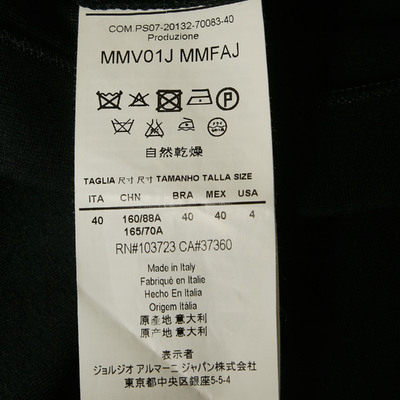 COM.PS07-20132-70083-40
Produzione
MMV01J MMFAJ
P
自然乾燥
TAGLIA 尺寸 尺寸 TAMANHO TALLA SIZE
ITA CHN BRA MEX USA
40 160/88A 40 40 4
165/70A
RN#103723 CA#37360
Made in Italy
Fabriqué en Italie
Hecho En Italia
Origem Itália
原產地 意大利
原产地 意大利
表示者
ジョルジオ アルマーニ ジャパン株式会社
東京都中央区銀座5-5-4